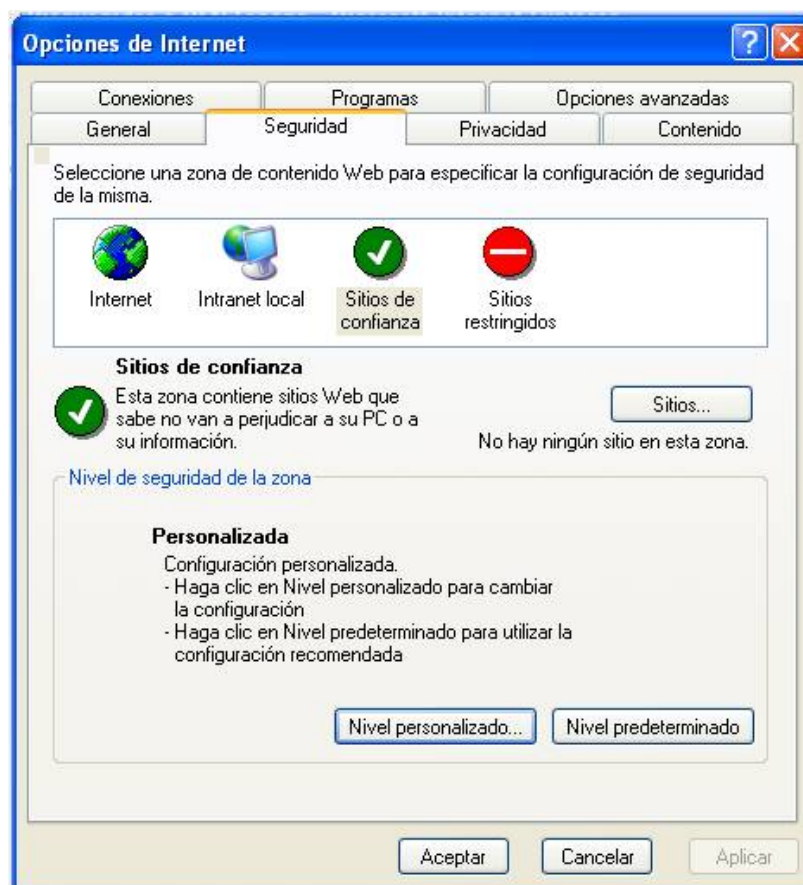 Opciones de Internet
Conexiones
Programas
Opciones avanzadas
General
Seguridad
Privacidad
Contenido
Seleccione una zona de contenido Web para especificar la configuración de seguridad
de la misma.
Internet
Intranet local
Sitios de
confianza
Sitios
restringidos
Sitios de confianza
Esta zona contiene sitios Web que
sabe no van a perjudicar a su PC o a
su información.
Sitios...
No hay ningún sitio en esta zona.
Nivel de seguridad de la zona
Personalizada
Configuración personalizada.
- Haga clic en Nivel personalizado para cambiar
la configuración
- Haga clic en Nivel predeterminado para utilizar la
configuración recomendada
Nivel personalizado...
Nivel predeterminado
Aceptar
Cancelar
Aplicar